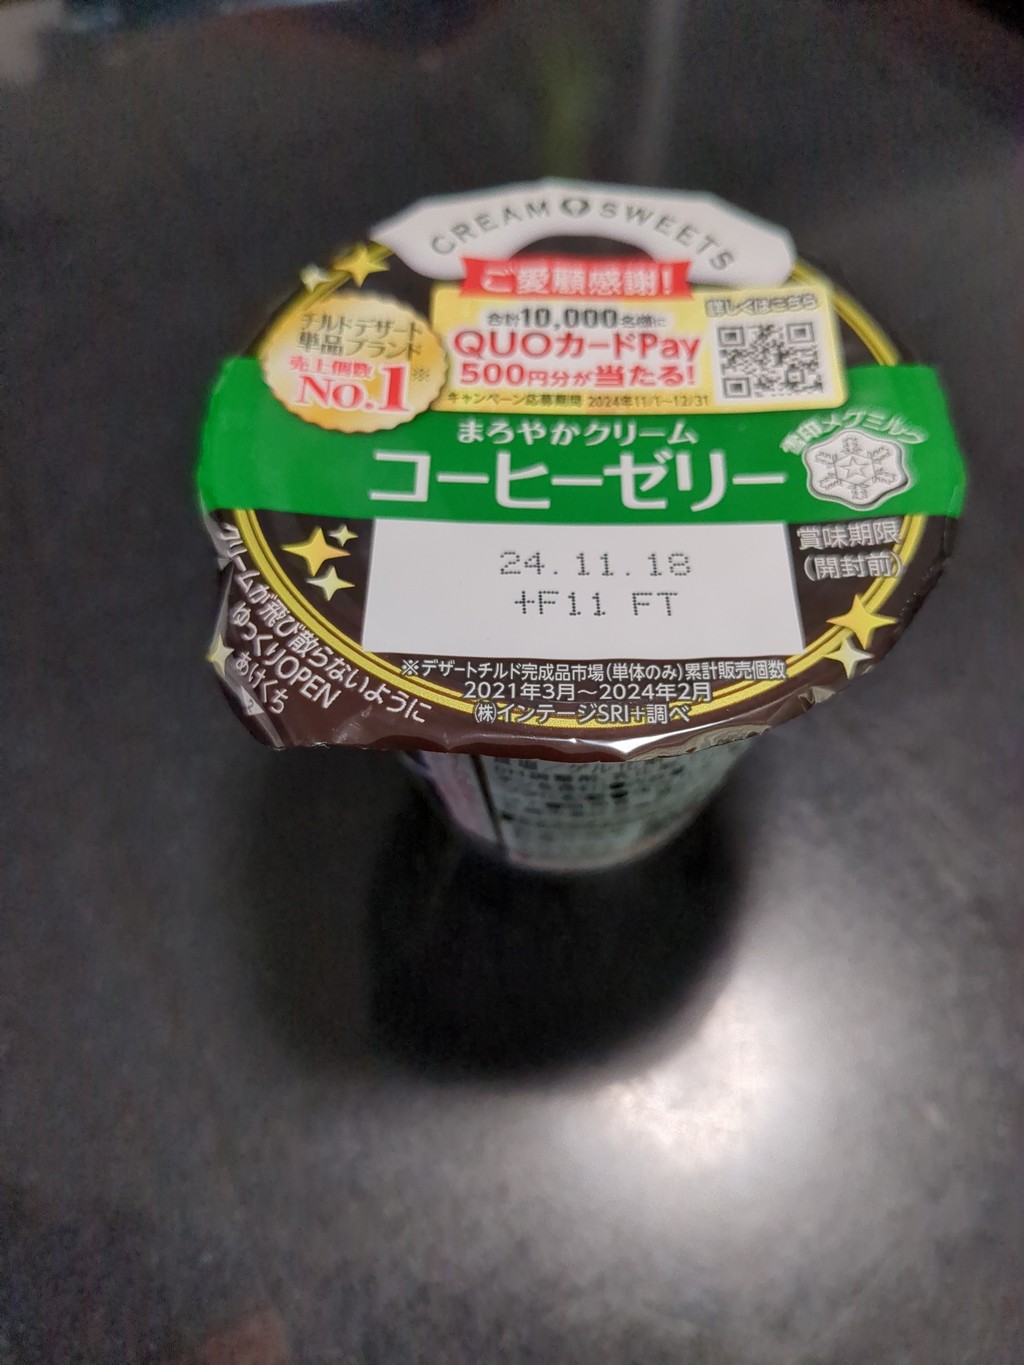 CREAM SWEETS
ご愛顧感謝!
チルドデザート
単品ブランド
売上個数
No.1※
合計10,000名様に
QUOカードPay
500円分が当たる!
キャンペーン応募期間 2024年11/1~12/31
詳しくはこちら
まろやかクリーム
コーヒーゼリー
雪印メグミルク
24.11.18
+F11 FT
賞味期限
(開封前)
クリームが飛び散らないように
ゆっくりOPEN
あけくち
※デザートチルド完成品市場(単体のみ)累計販売個数
2021年3月~2024年2月
(株)インテージSRI+調べ